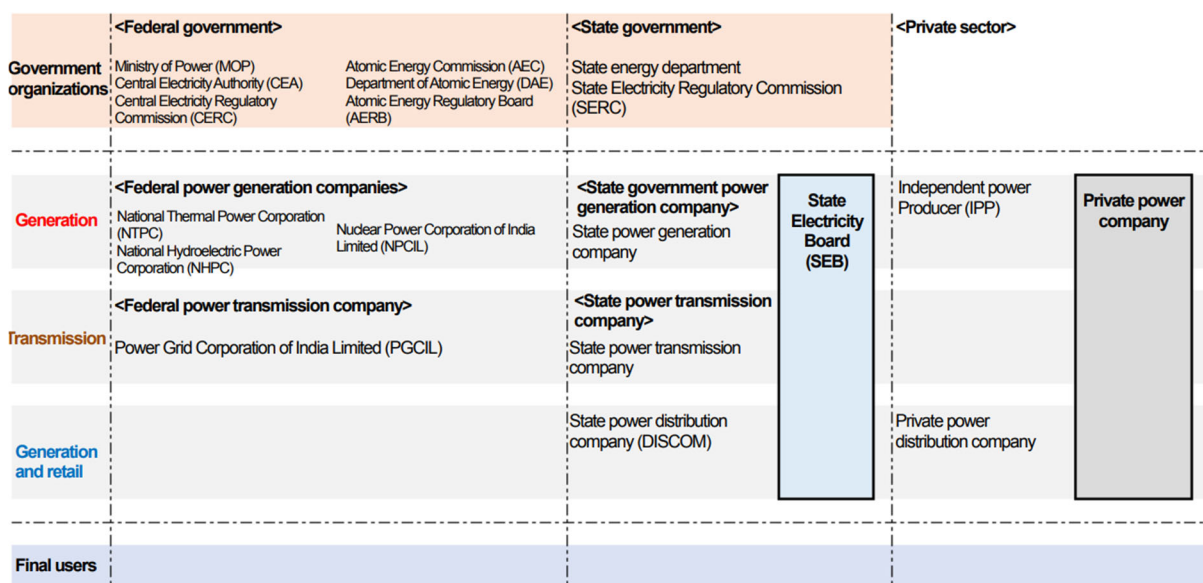 <Federal government>
<State government>
<Private sector>
Government
organizations
Ministry of Power (MOP)
Central Electricity Authority (CEA)
Central Electricity Regulatory
Commission (CERC)
Atomic Energy Commission (AEC)
Department of Atomic Energy (DAE)
Atomic Energy Regulatory Board
(AERB)
State energy department
State Electricity Regulatory Commission
(SERC)
Generation
<Federal power generation companies>
National Thermal Power Corporation
(NTPC)
National Hydroelectric Power
Corporation (NHPC)
Nuclear Power Corporation of India
Limited (NPCIL)
<State government power
generation company>
State power generation
company
State
Electricity
Board
(SEB)
Independent power
Producer (IPP)
Private power
company
Transmission
<Federal power transmission company>
Power Grid Corporation of India Limited (PGCIL)
<State power transmission
company>
State power transmission
company
Generation
and retail
State power distribution
company (DISCOM)
Private power
distribution company
Final users